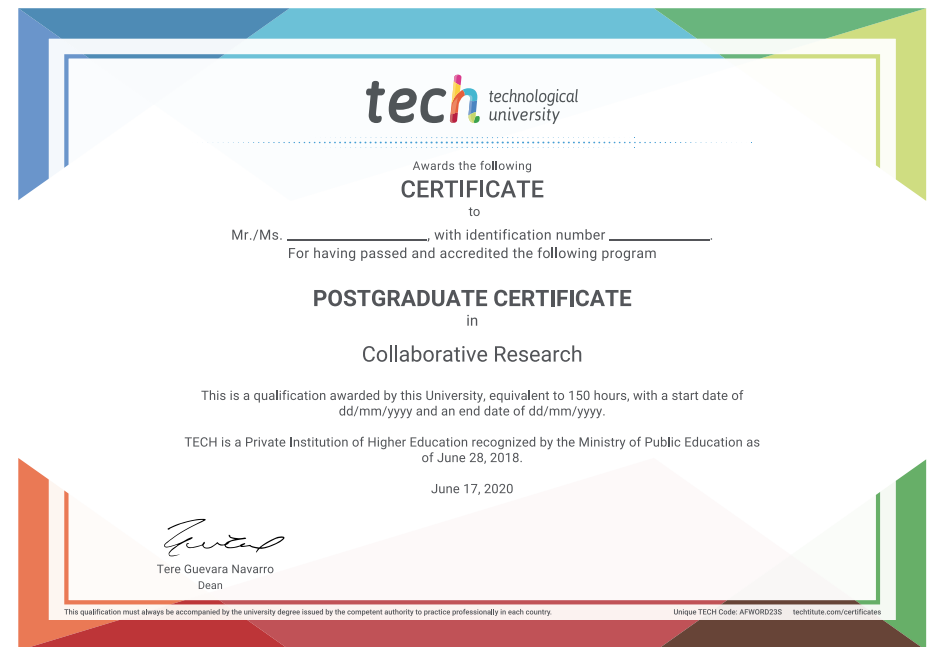 tech technological
university
Awards the following
CERTIFICATE
to
Mr./Ms. ____________, with identification number ____________.
For having passed and accredited the following program
POSTGRADUATE CERTIFICATE
in
Collaborative Research
This is a qualification awarded by this University, equivalent to 150 hours, with a start date of
dd/mm/yyyy and an end date of dd/mm/yyyy.
TECH is a Private Institution of Higher Education recognized by the Ministry of Public Education as
of June 28, 2018.
June 17, 2020
Tere Guevara Navarro
Dean
This qualification must always be accompanied by the university degree issued by the competent authority to practice professionally in each country.
Unique TECH Code: AFWORD23S techtitute.com/certificates